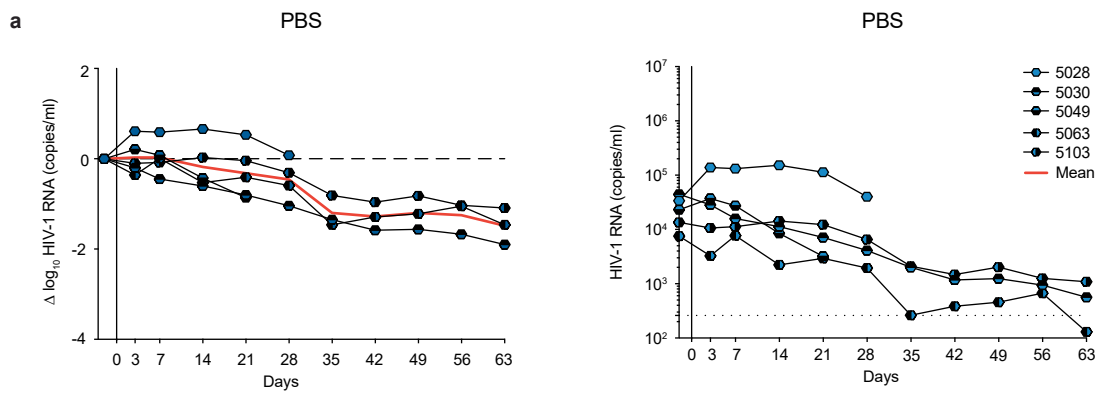 a
PBS
2
0
-2
-4
Δ log10 HIV-1 RNA (copies/ml)
0 3 7 14 21 28 35 42 49 56 63
Days
PBS
10⁷
10⁶
10⁵
10⁴
10³
10²
HIV-1 RNA (copies/ml)
0 3 7 14 21 28 35 42 49 56 63
Days
5028
5030
5049
5063
5103
Mean